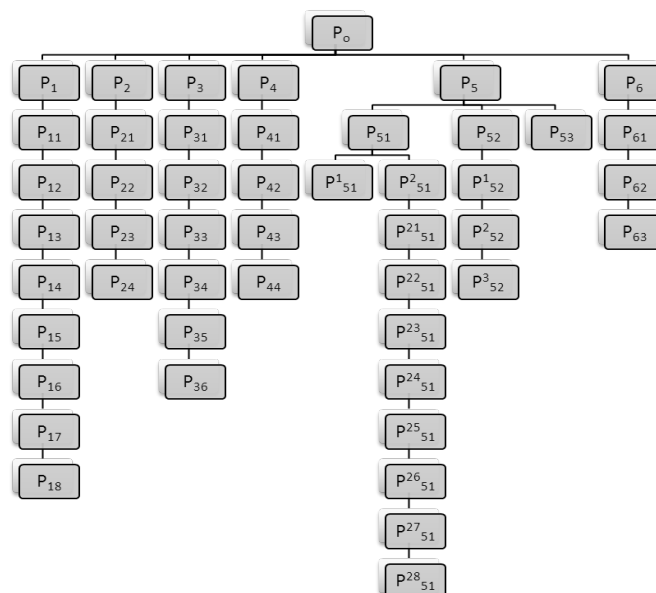 Pₒ
P₁ P₂ P₃ P₄ P₅ P₆
P₁₁ P₂₁ P₃₁ P₄₁ P₅₁ P₅₂ P₅₃ P₆₁
P₁₂ P₂₂ P₃₂ P₄₂ P¹₅₁ P²₅₁ P¹₅₂ P₆₂
P₁₃ P₂₃ P₃₃ P₄₃ P²¹₅₁ P²₅₂ P₆₃
P₁₄ P₂₄ P₃₄ P₄₄ P²²₅₁ P³₅₂
P₁₅ P₃₅ P²³₅₁
P₁₆ P₃₆ P²⁴₅₁
P₁₇ P²⁵₅₁
P₁₈ P²⁶₅₁
P²⁷₅₁
P²⁸₅₁